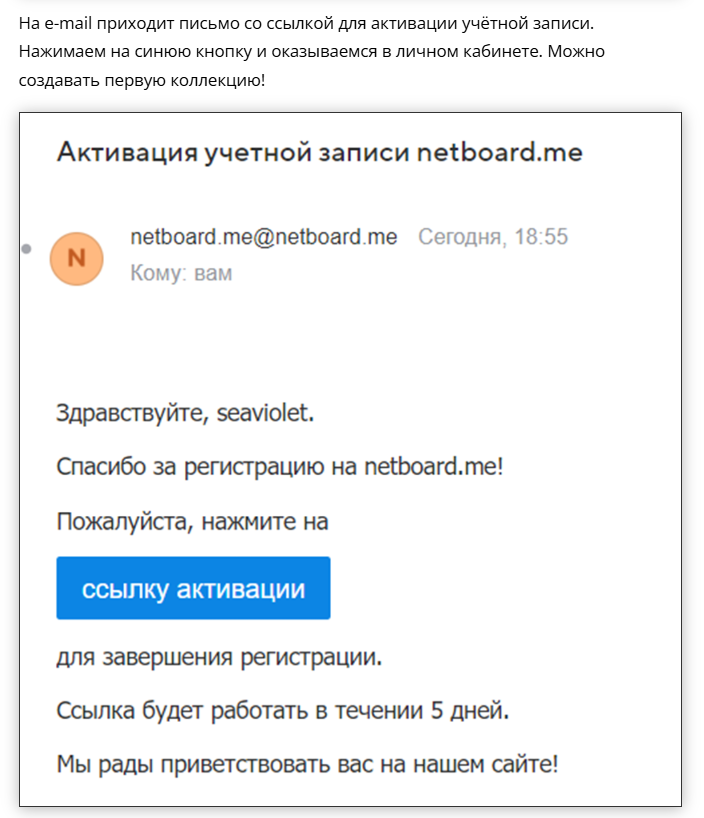 На e-mail приходит письмо со ссылкой для активации учётной записи.
Нажимаем на синюю кнопку и оказываемся в личном кабинете. Можно
создавать первую коллекцию!
Активация учетной записи netboard.me
N
netboard.me@netboard.me Сегодня, 18:55
Кому: вам
Здравствуйте, seaviolet.
Спасибо за регистрацию на netboard.me!
Пожалуйста, нажмите на
ссылку активации
для завершения регистрации.
Ссылка будет работать в течении 5 дней.
Мы рады приветствовать вас на нашем сайте!